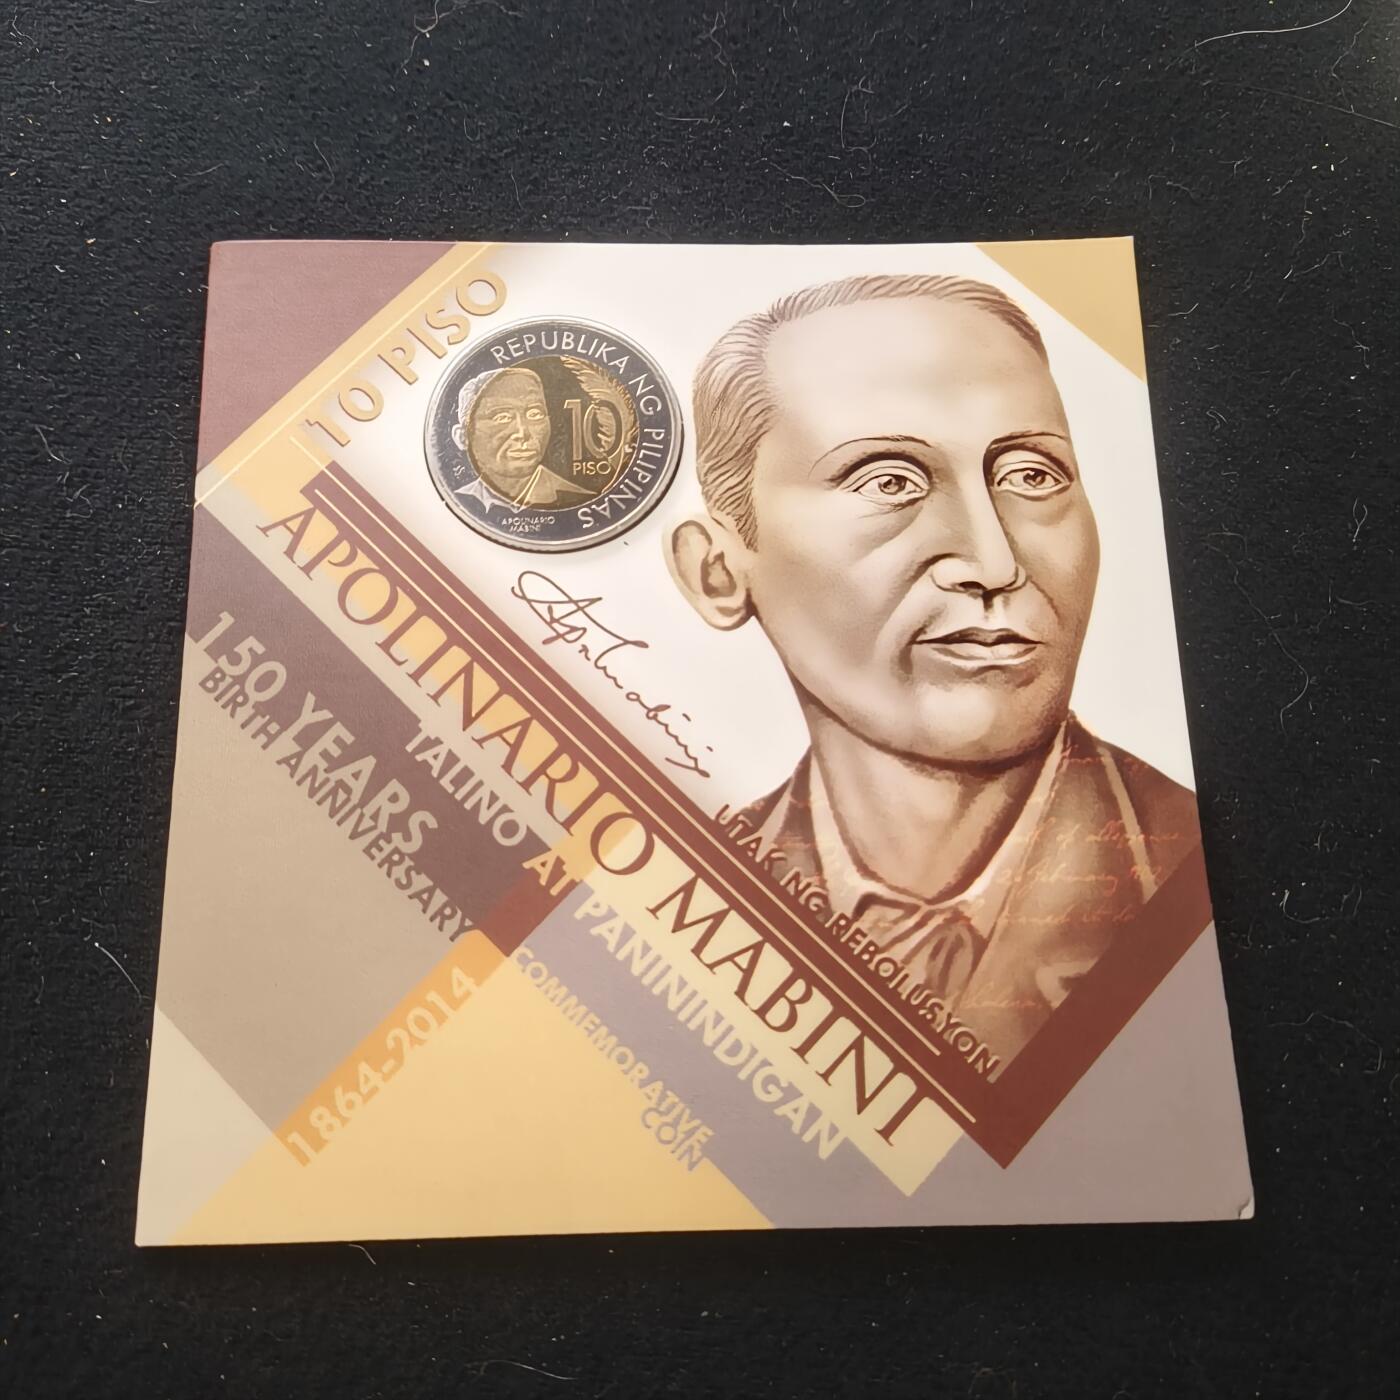 10 PISO
REPUBLIKA NG PILIPINAS
10
PISO
APOLINARIO
MABINI
APOLINARIO MABINI
UTAK NG REBOLUSYON
TALINO AT PANININDIGAN
150 YEARS
BIRTH ANNIVERSARY
1864-2014
COMMEMORATIVE
COIN